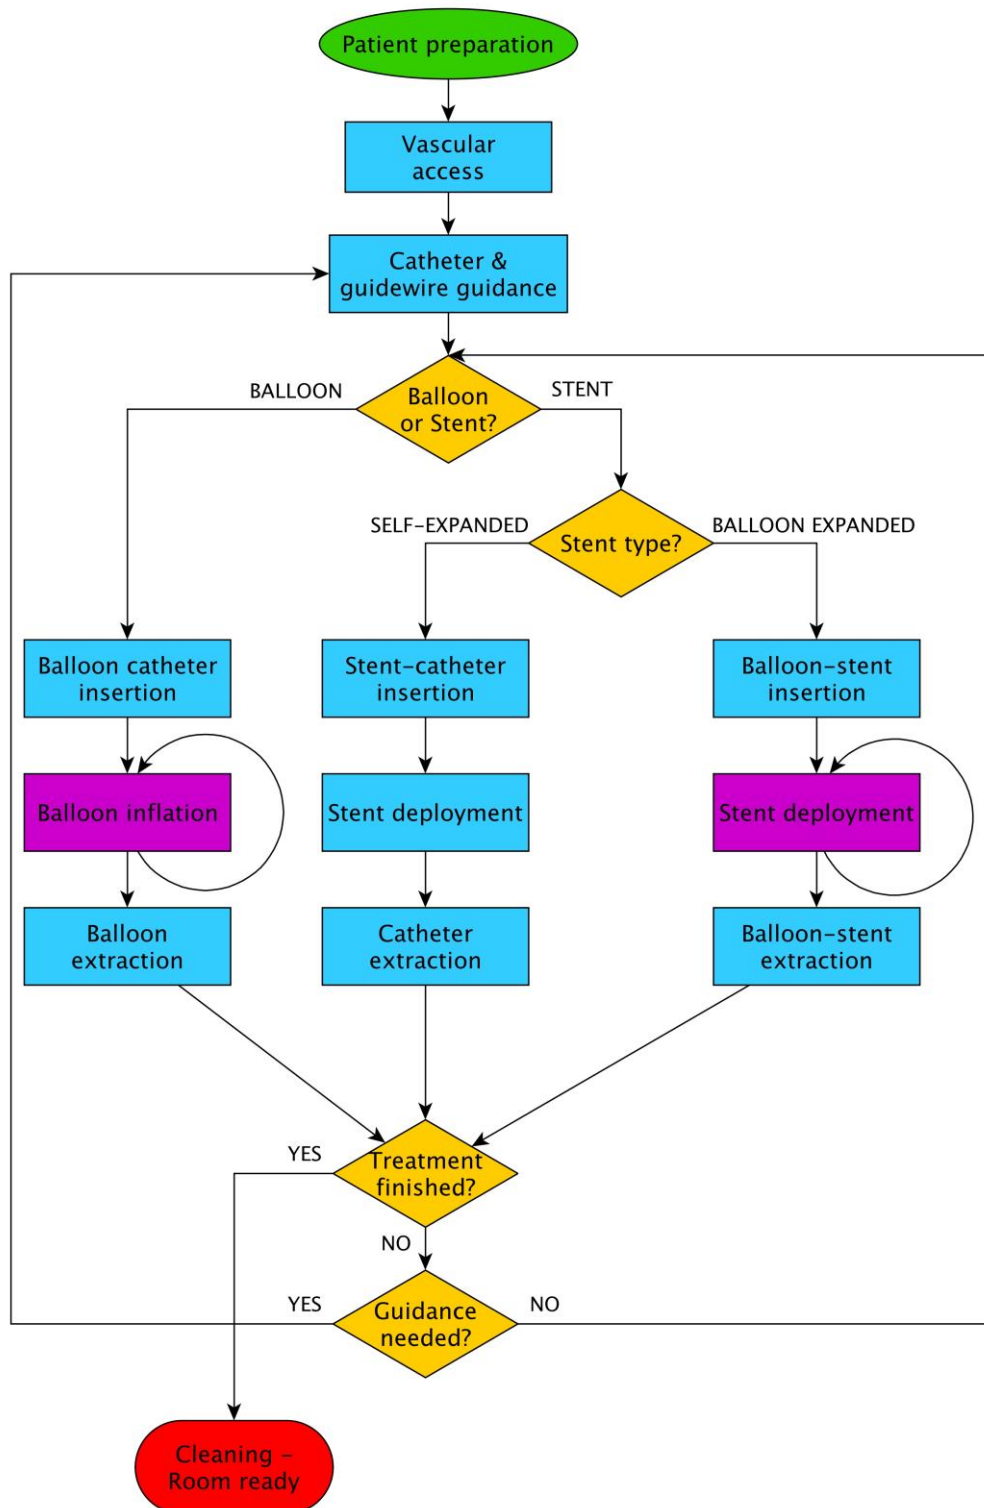 Patient preparation
Vascular
access
Catheter &
guidewire guidance
BALLOON
Balloon
or Stent?
STENT
SELF-EXPANDED
Stent type?
BALLOON EXPANDED
Balloon catheter
insertion
Stent-catheter
insertion
Balloon-stent
insertion
Balloon inflation
Stent deployment
Stent deployment
Balloon
extraction
Catheter
extraction
Balloon-stent
extraction
YES
Treatment
finished?
NO
YES
Guidance
needed?
NO
Cleaning -
Room ready